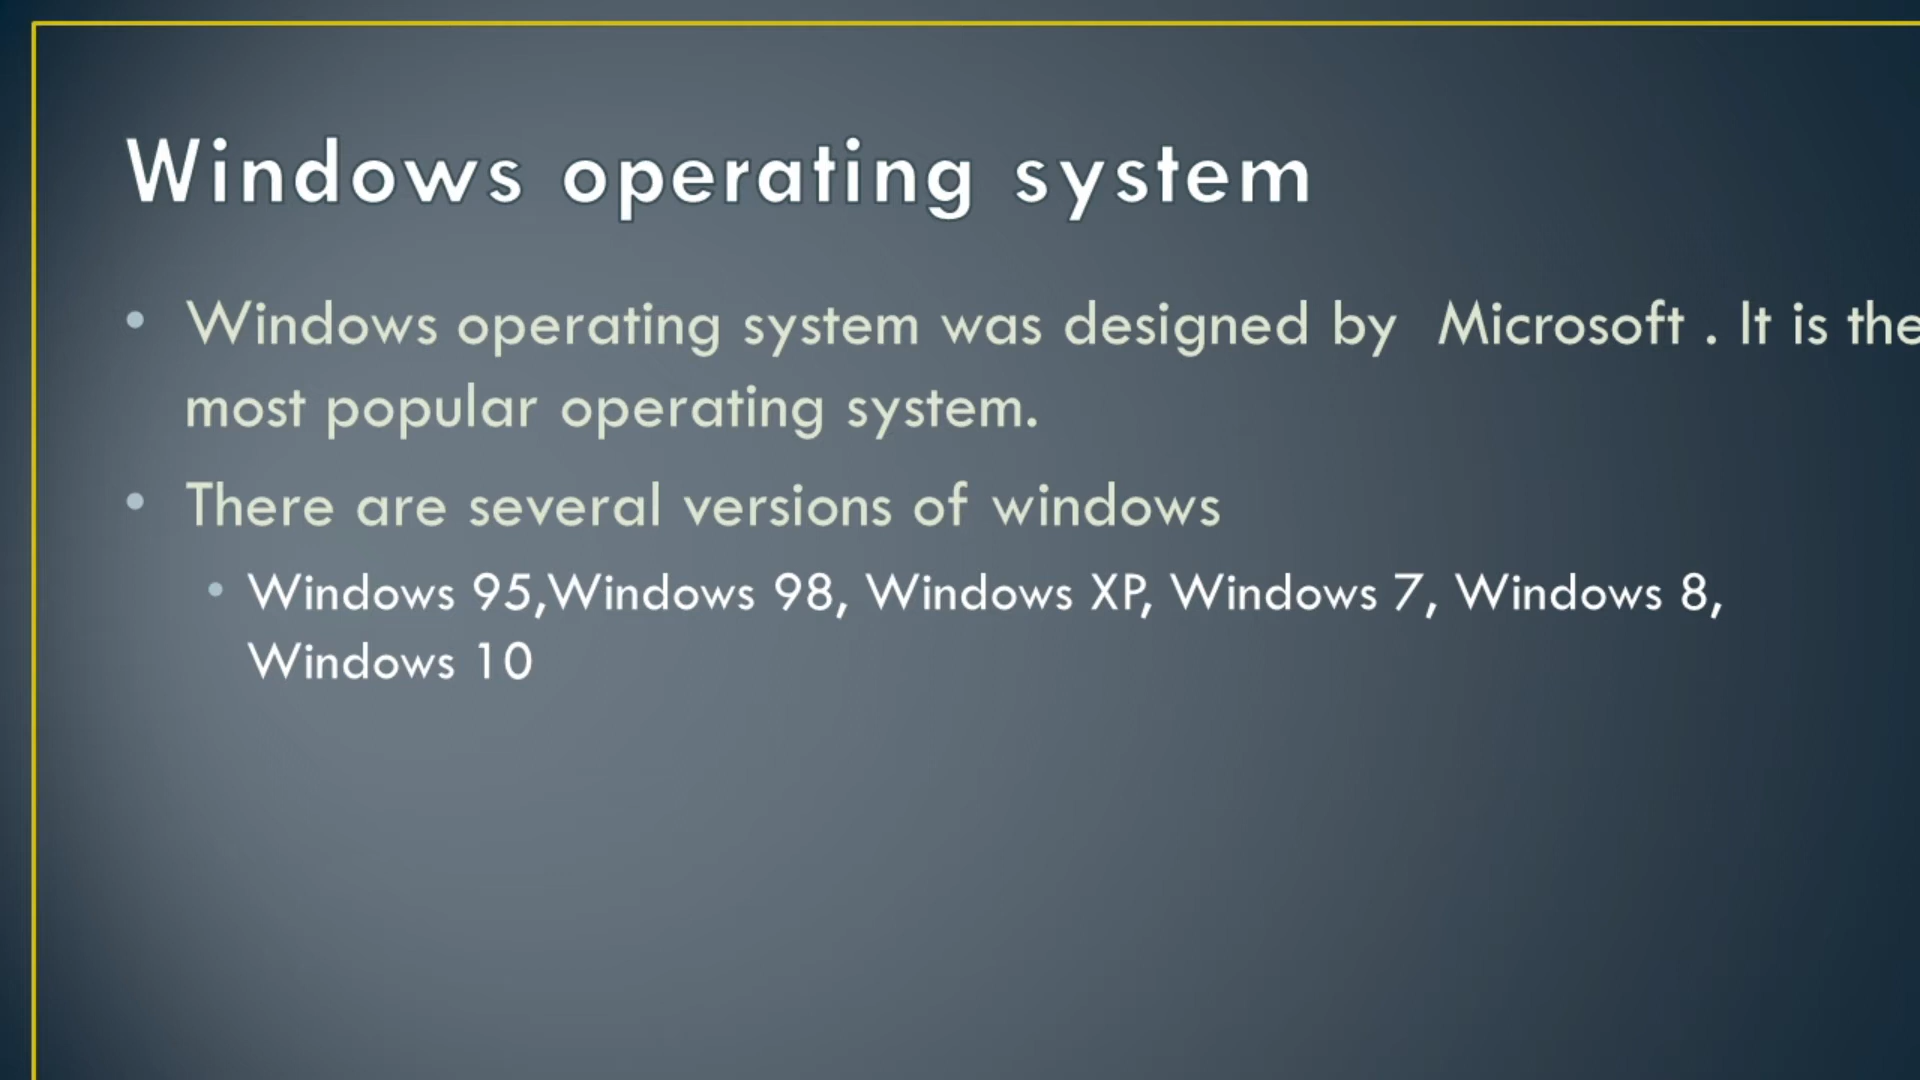 Windows operating system
• Windows operating system was designed by  Microsoft . It is the
most popular operating system.
• There are several versions of windows
• Windows 95,Windows 98, Windows XP, Windows 7, Windows 8,
Windows 10